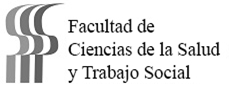 Facultad de
Ciencias de la Salud
y Trabajo Social